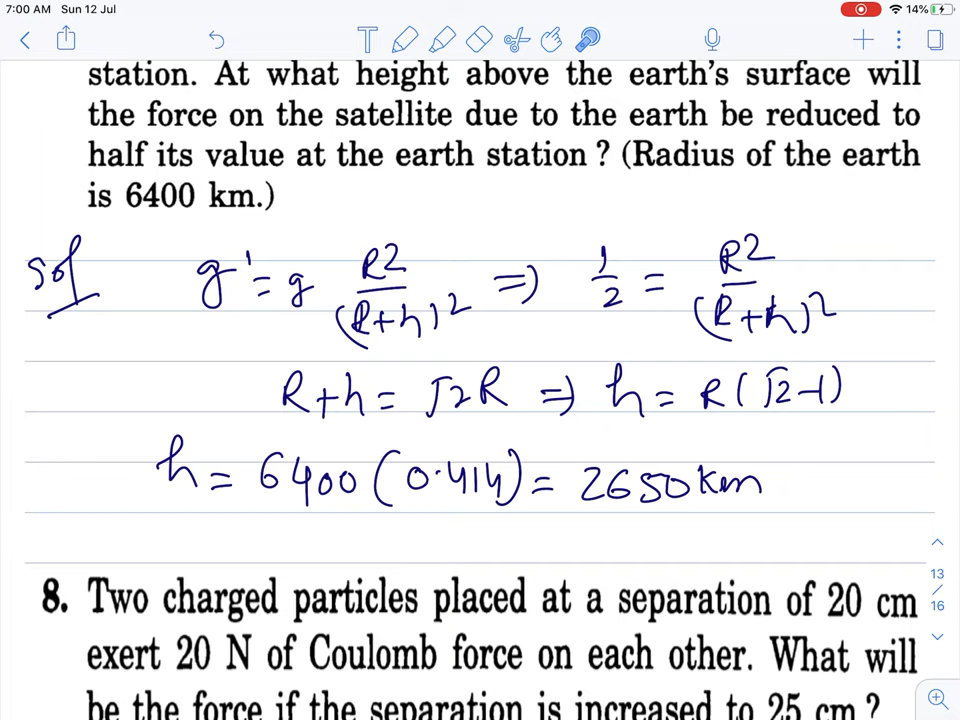 7:00 AM Sun 12 Jul
14%
station. At what height above the earth's surface will
the force on the satellite due to the earth be reduced to
half its value at the earth station ? (Radius of the earth
is 6400 km.)
Sol g' = g R2/(R+h)2 => 1/2 = R2/(R+h)2
R+h = √2R => h = R(√2-1)
h = 6400 (0.414) = 2650 km
13
/
16
8. Two charged particles placed at a separation of 20 cm
exert 20 N of Coulomb force on each other. What will
be the force if the separation is increased to 25 cm ?